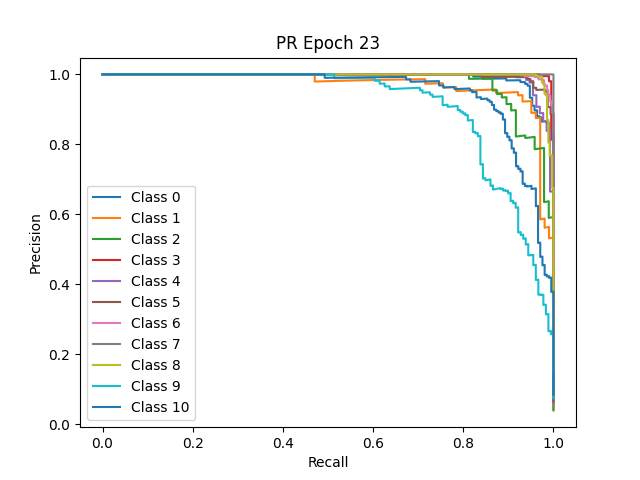 PR Epoch 23
Precision
1.0
0.8
0.6
0.4
0.2
0.0
Class 0
Class 1
Class 2
Class 3
Class 4
Class 5
Class 6
Class 7
Class 8
Class 9
Class 10
0.0 0.2 0.4 0.6 0.8 1.0
Recall